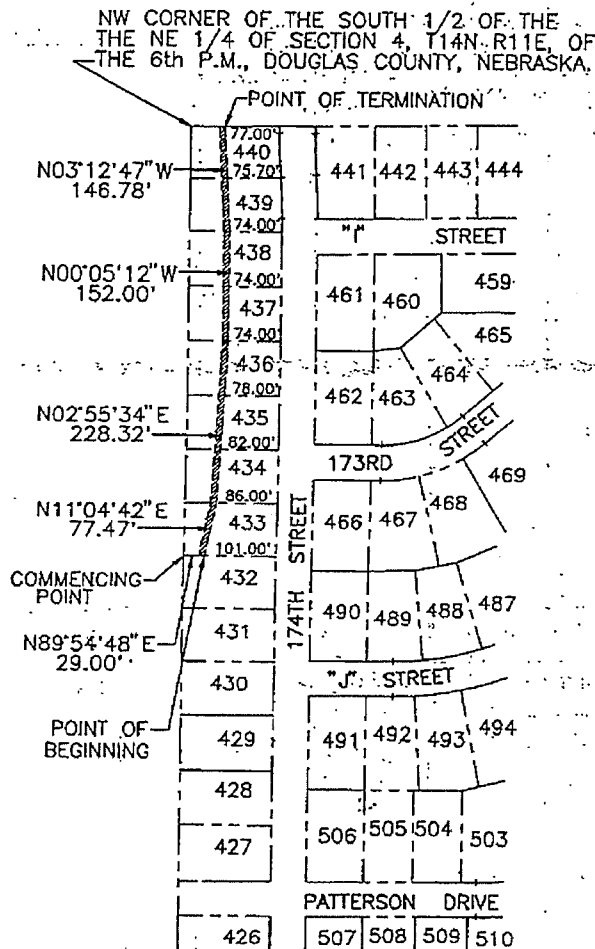 NW CORNER OF THE SOUTH 1/2 OF THE
THE NE 1/4 OF SECTION 4, T14N R11E, OF
THE 6th P.M., DOUGLAS COUNTY, NEBRASKA.
POINT OF TERMINATION
77.00'
440
75.70'
441 442 443 444
N03°12'47"W
146.78'
439
74.00'
"I" STREET
438
N00°05'12"W
152.00'
74.00'
461 460 459
437
74.00'
465
436
464
78.00'
462 463
N02°55'34"E
228.32'
435
82.00'
173RD STREET
434
469
86.00'
468
N11°04'42"E
77.47'
433
466 467
101.00'
174TH STREET
COMMENCING
POINT
432
490 489 488 487
N89°54'48"E
29.00'
431
430
"J" STREET
POINT OF
BEGINNING
429
491 492 493 494
428
427
506 505 504 503
PATTERSON DRIVE
426
507 508 509 510